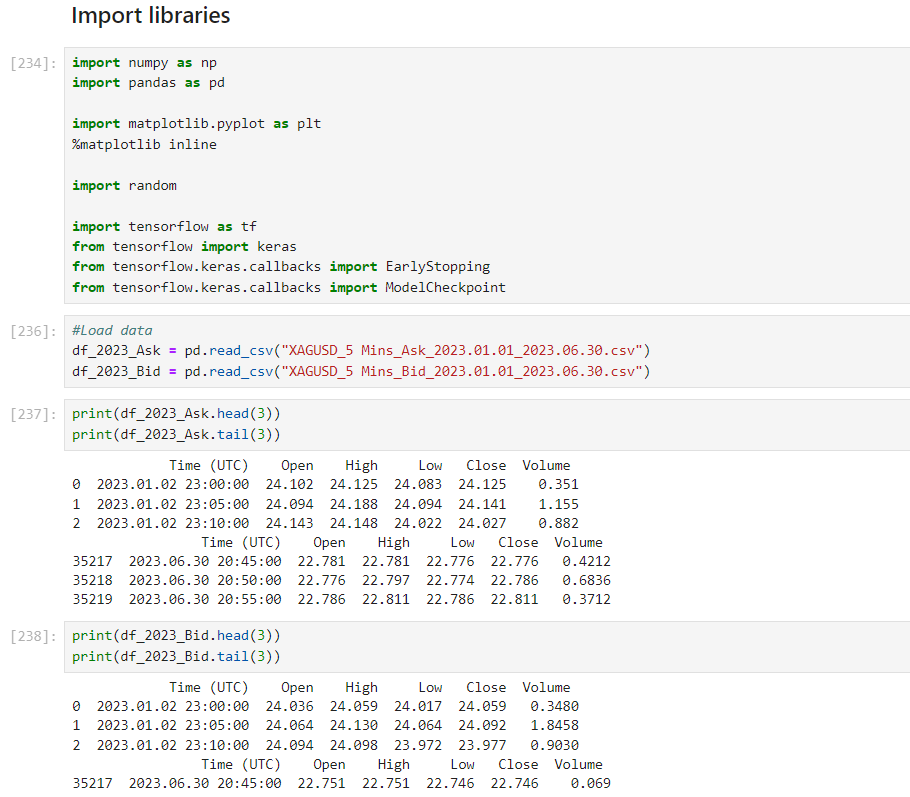 Import libraries
[234]: import numpy as np
import pandas as pd
import matplotlib.pyplot as plt
%matplotlib inline
import random
import tensorflow as tf
from tensorflow import keras
from tensorflow.keras.callbacks import EarlyStopping
from tensorflow.keras.callbacks import ModelCheckpoint
[236]: #Load data
df_2023_Ask = pd.read_csv("XAGUSD_5 Mins_Ask_2023.01.01_2023.06.30.csv")
df_2023_Bid = pd.read_csv("XAGUSD_5 Mins_Bid_2023.01.01_2023.06.30.csv")
[237]: print(df_2023_Ask.head(3))
print(df_2023_Ask.tail(3))
Time (UTC) Open High Low Close Volume
0 2023.01.02 23:00:00 24.102 24.125 24.083 24.125 0.351
1 2023.01.02 23:05:00 24.094 24.188 24.094 24.141 1.155
2 2023.01.02 23:10:00 24.143 24.148 24.022 24.027 0.882
Time (UTC) Open High Low Close Volume
35217 2023.06.30 20:45:00 22.781 22.781 22.776 22.776 0.4212
35218 2023.06.30 20:50:00 22.776 22.797 22.774 22.786 0.6836
35219 2023.06.30 20:55:00 22.786 22.811 22.786 22.811 0.3712
[238]: print(df_2023_Bid.head(3))
print(df_2023_Bid.tail(3))
Time (UTC) Open High Low Close Volume
0 2023.01.02 23:00:00 24.036 24.059 24.017 24.059 0.3480
1 2023.01.02 23:05:00 24.064 24.130 24.064 24.092 1.8458
2 2023.01.02 23:10:00 24.094 24.098 23.972 23.977 0.9030
Time (UTC) Open High Low Close Volume
35217 2023.06.30 20:45:00 22.751 22.751 22.746 22.746 0.069